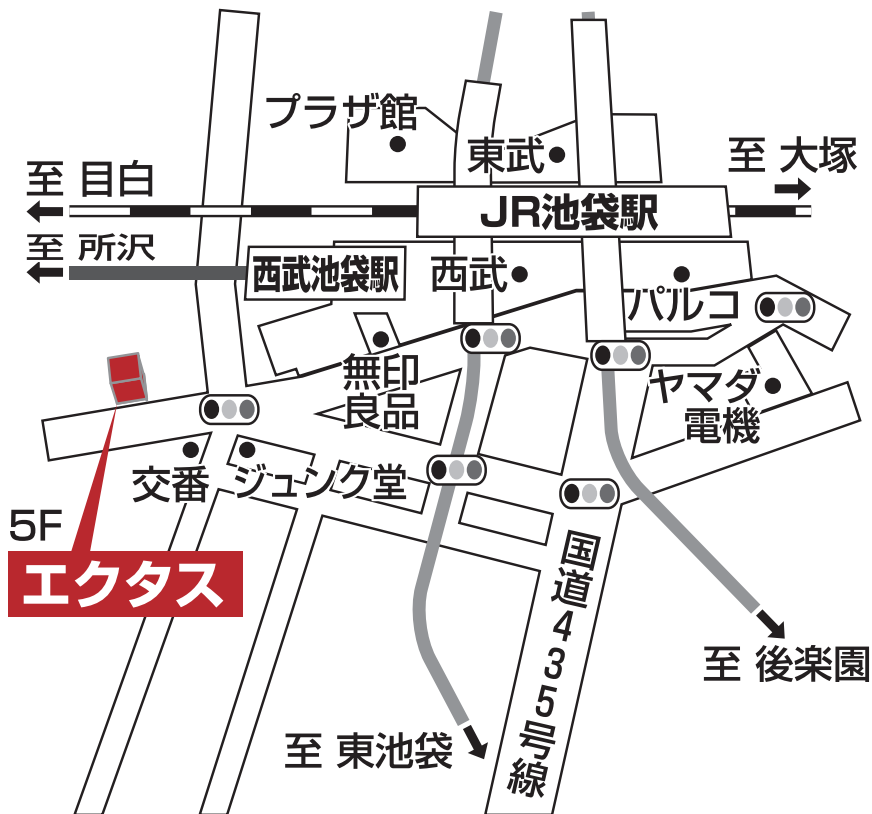 プラザ館
東武
至 大塚
至 目白
JR池袋駅
至 所沢
西武池袋駅
西武
パルコ
無印
良品
ヤマダ
電機
交番
ジュンク堂
5F
エクタス
国道435号線
至 後楽園
至 東池袋